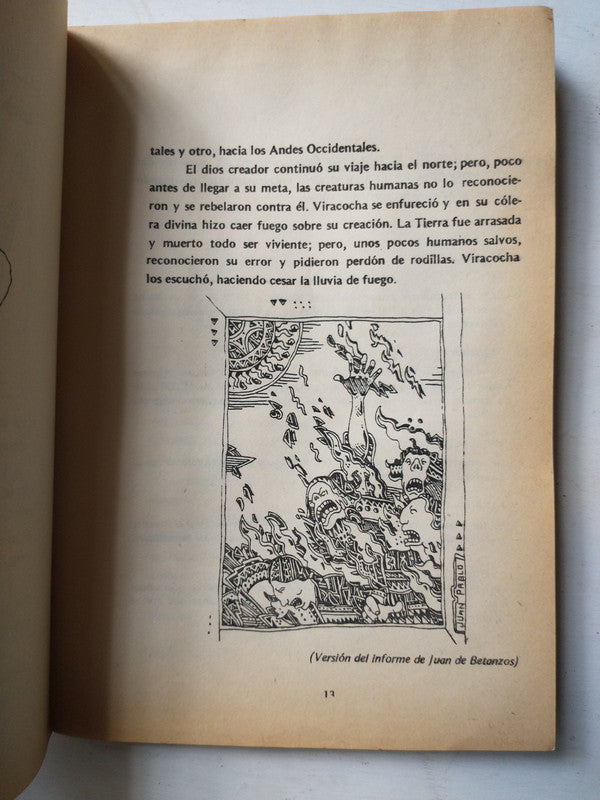 tales y otro, hacia los Andes Occidentales.
El dios creador continuó su viaje hacia el norte; pero, poco
antes de llegar a su meta, las creaturas humanas no lo reconocie-
ron y se rebelaron contra él. Viracocha se enfureció y en su cóle-
ra divina hizo caer fuego sobre su creación. La Tierra fue arrasada
y muerto todo ser viviente; pero, unos pocos humanos salvos,
reconocieron su error y pidieron perdón de rodillas. Viracocha
los escuchó, haciendo cesar la lluvia de fuego.
JUAN PABLO
(Versión del informe de Juan de Betanzos)
13